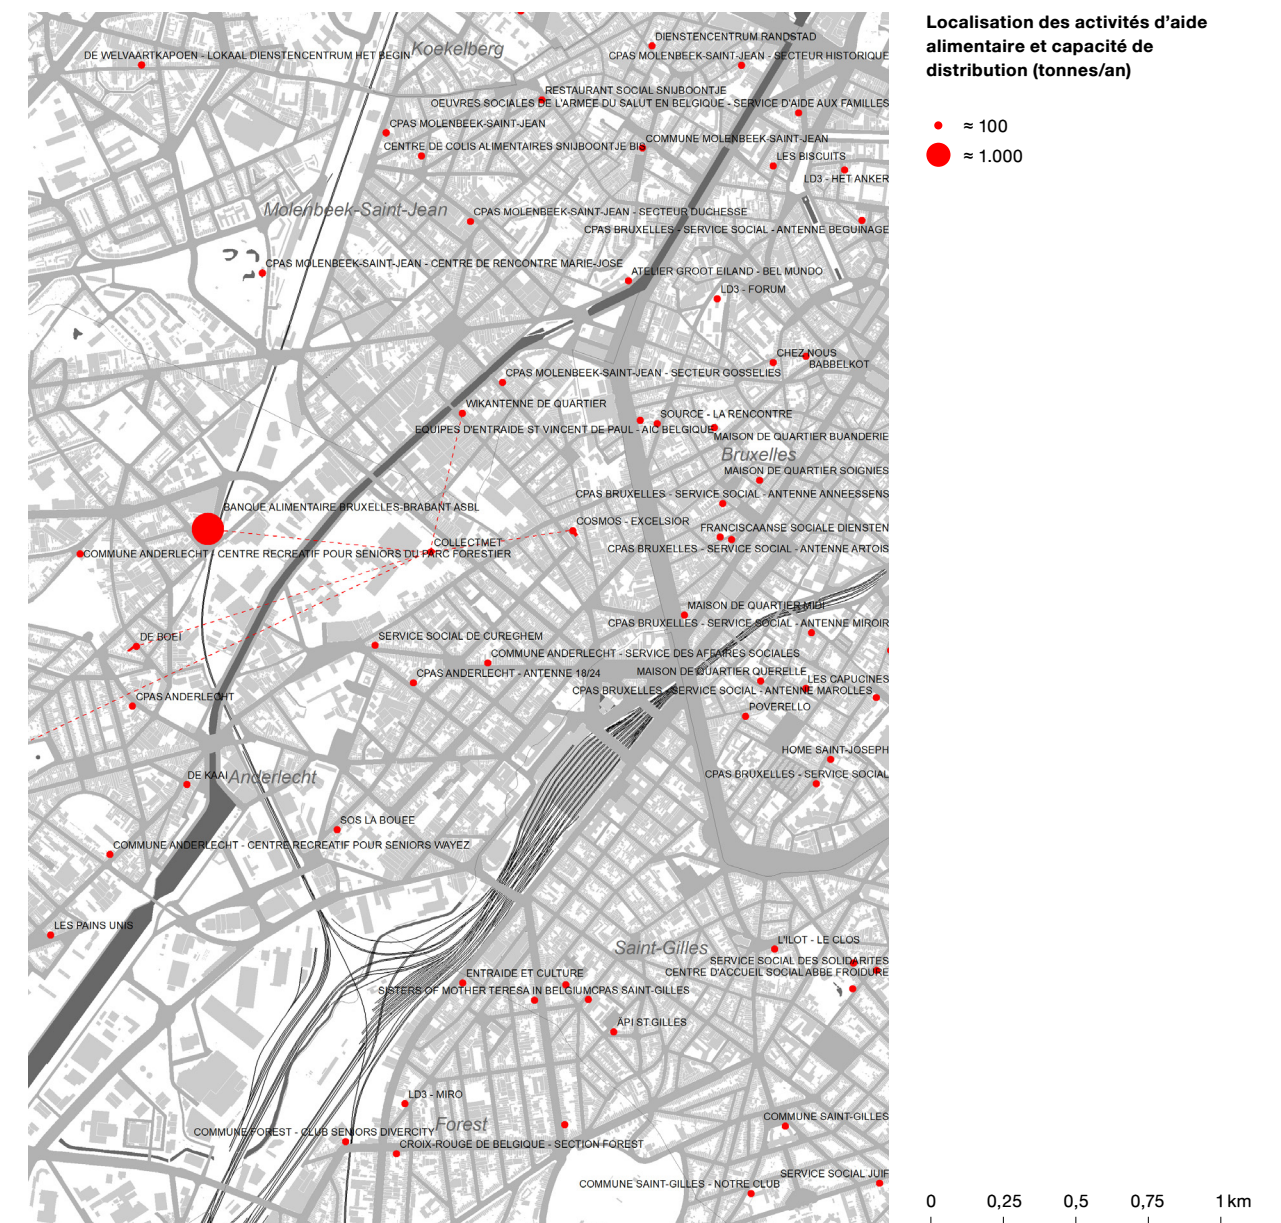 Localisation des activités d’aide
alimentaire et capacité de
distribution (tonnes/an)
≈ 100
≈ 1.000
DIENSTENCENTRUM RANDSTAD
Koekelberg
DE WELVAARTKAPOEN - LOKAAL DIENSTENCENTRUM HET BEGIN
CPAS MOLENBEEK-SAINT-JEAN - SECTEUR HISTORIQUE
RESTAURANT SOCIAL SNIJBOONTJE
OEUVRES SOCIALES DE L'ARMÉE DU SALUT EN BELGIQUE - SERVICE D'AIDE AUX FAMILLES
CPAS MOLENBEEK-SAINT-JEAN
COMMUNE MOLENBEEK-SAINT-JEAN
CENTRE DE COLIS ALIMENTAIRES SNIJBOONTJE BIS
LES BISCUITS
LD3 - HET ANKER
Molenbeek-Saint-Jean
CPAS MOLENBEEK-SAINT-JEAN - SECTEUR DUCHESSE
CPAS BRUXELLES - SERVICE SOCIAL - ANTENNE BEGUINAGE
CPAS MOLENBEEK-SAINT-JEAN - CENTRE DE RENCONTRE MARIE-JOSE
ATELIER GROOT EILAND - BEL MUNDO
LD3 - FORUM
CHEZ NOUS
BABBELKOT
CPAS MOLENBEEK-SAINT-JEAN - SECTEUR GOSSELIES
WIKANTENNE DE QUARTIER
SOURCE - LA RENCONTRE
EQUIPES D'ENTRAIDE ST VINCENT DE PAUL - AIC BELGIQUE
MAISON DE QUARTIER BUANDERIE
Bruxelles
MAISON DE QUARTIER SOIGNIES
CPAS BRUXELLES - SERVICE SOCIAL - ANTENNE ANNEESSENS
BANQUE ALIMENTAIRE BRUXELLES-BRABANT ASBL
COSMOS - EXCELSIOR
FRANCISCAANSE SOCIALE DIENSTEN
COLLECTMET
CPAS BRUXELLES - SERVICE SOCIAL - ANTENNE ARTOIS
COMMUNE ANDERLECHT - CENTRE RECREATIF POUR SENIORS DU PARC FORESTIER
MAISON DE QUARTIER MIDI
CPAS BRUXELLES - SERVICE SOCIAL - ANTENNE MIROIR
DE BOEI
SERVICE SOCIAL DE CUREGHEM
COMMUNE ANDERLECHT - SERVICE DES AFFAIRES SOCIALES
CPAS ANDERLECHT - ANTENNE 18/24
MAISON DE QUARTIER QUERELLE
LES CAPUCINES
CPAS BRUXELLES - SERVICE SOCIAL - ANTENNE MAROLLES
CPAS ANDERLECHT
POVERELLO
HOME SAINT-JOSEPH
DE KAAI
Anderlecht
CPAS BRUXELLES - SERVICE SOCIAL
SOS LA BOUEE
COMMUNE ANDERLECHT - CENTRE RECREATIF POUR SENIORS WAYEZ
LES PAINS UNIS
Saint-Gilles
L'ILOT - LE CLOS
SERVICE SOCIAL DES SOLIDARITES
ENTRAIDE ET CULTURE
CENTRE D'ACCUEIL SOCIAL ABBE FROIDURE
SISTERS OF MOTHER TERESA IN BELGIUM
CPAS SAINT-GILLES
API ST GILLES
LD3 - MIRO
COMMUNE SAINT-GILLES
Forest
COMMUNE FOREST - CLUB SENIORS DIVERCITY
CROIX-ROUGE DE BELGIQUE - SECTION FOREST
SERVICE SOCIAL JUIF
COMMUNE SAINT-GILLES - NOTRE CLUB
0 0,25 0,5 0,75 1 km